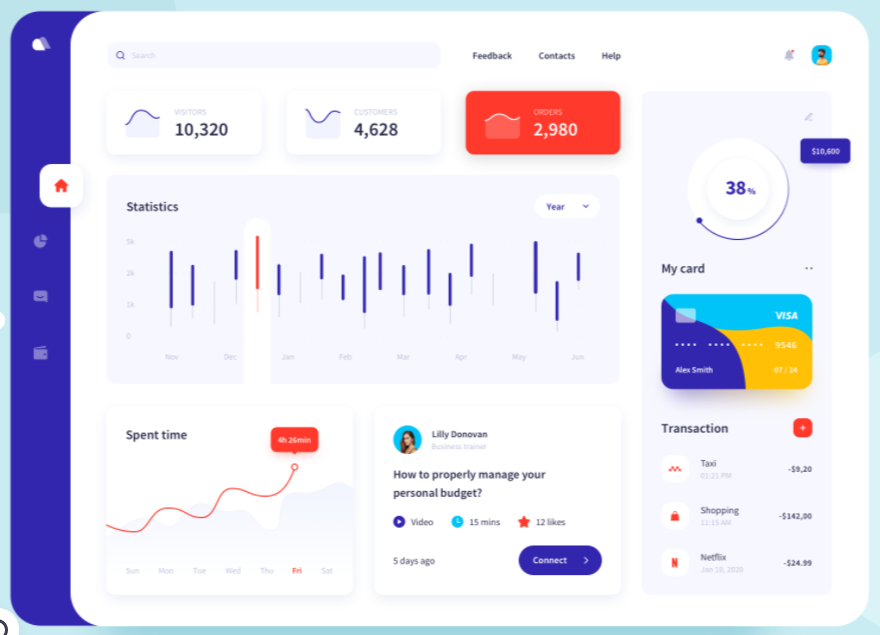 Search
Feedback
Contacts
Help
VISITORS
10,320
CUSTOMERS
4,628
ORDERS
2,980
Statistics
Year
5k
2k
1k
0
Nov
Dec
Jan
Feb
Mar
Apr
May
Jun
Spent time
4h 26min
Sun
Mon
Tue
Wed
Thu
Fri
Sat
Lilly Donovan
Business trainer
How to properly manage your
personal budget?
Video
15 mins
12 likes
5 days ago
Connect
$10,600
38%
My card
VISA
9546
Alex Smith
07 / 24
Transaction
Taxi
01:21 PM
-$9,20
Shopping
11:15 AM
-$142,00
N
Netflix
Jan 10, 2020
-$24.99